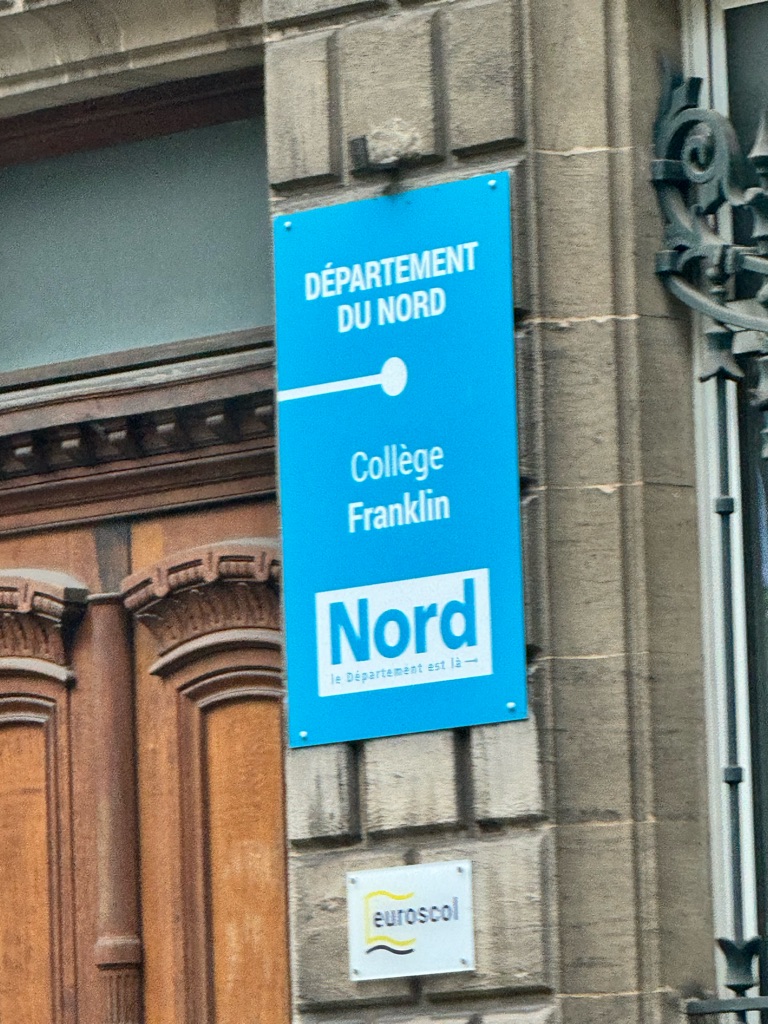 DÉPARTEMENT
DU NORD
Collège
Franklin
Nord
le Département est là →
euroscol